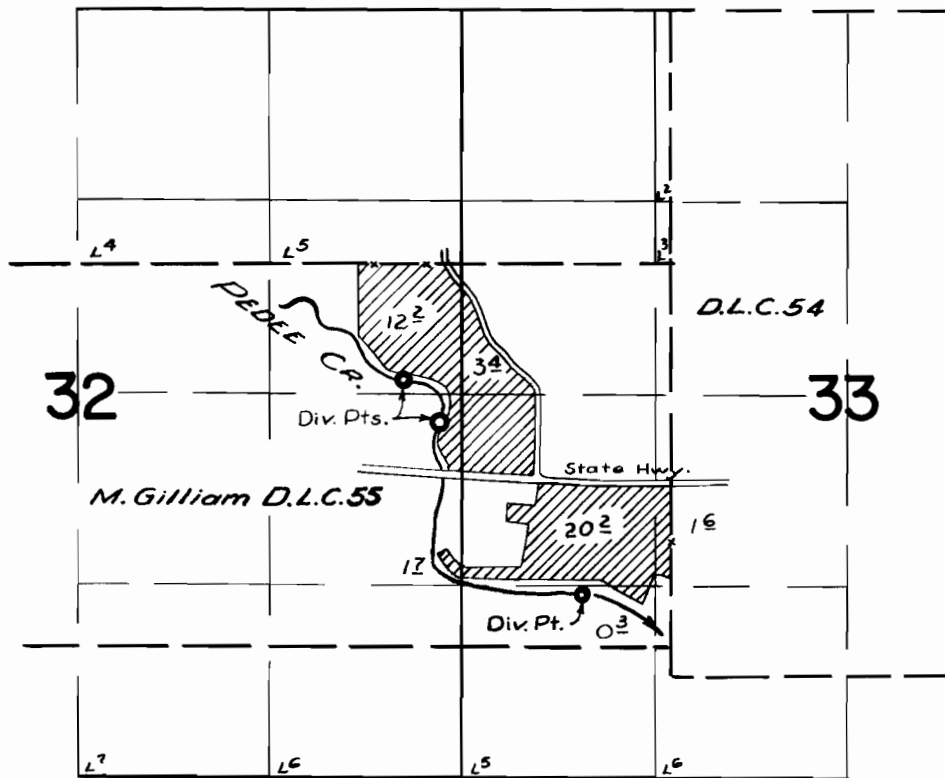 L2
L4
L5
L3
D.L.C.54
PEDEE CR.
12 2
3 4
32
33
Div. Pts.
State Hwy.
M. Gilliam D.L.C.55
20 2
1 6
1 7
Div. Pt.
0 3
L7
L6
L5
L6